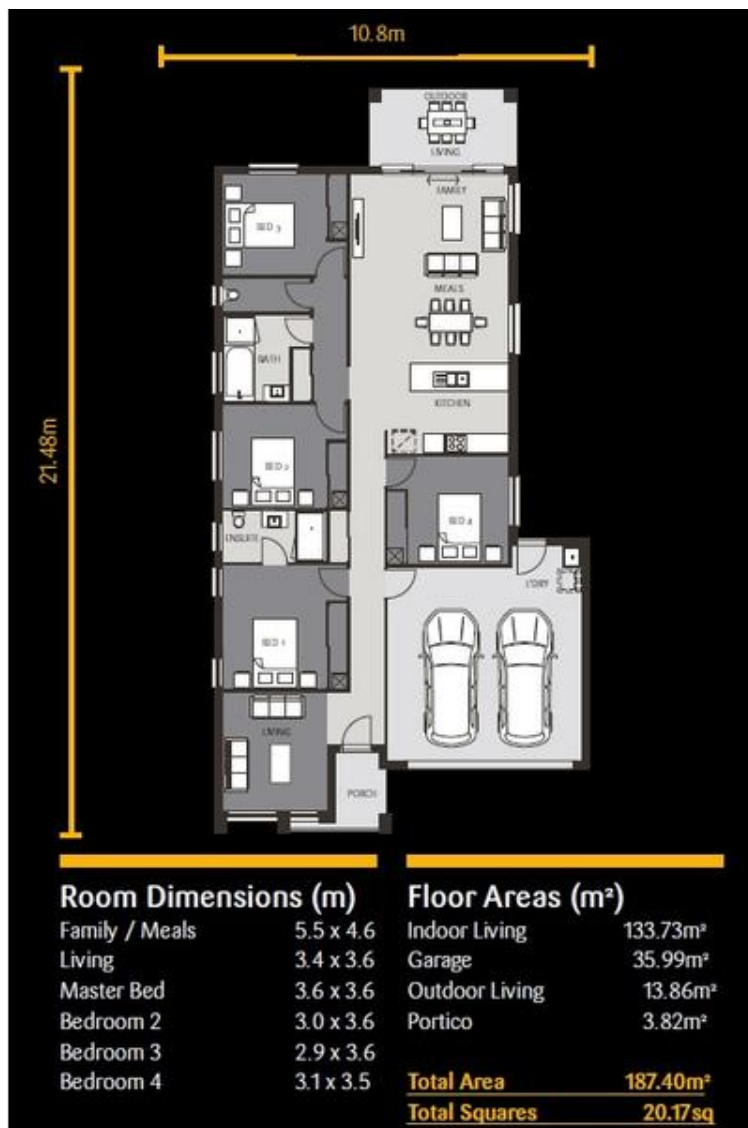 10.8m
21.48m
OUTDOOR
LIVING
FAMILY
BED 3
MEALS
BATH
KITCHEN
BED 2
BED 4
ENSUITE
L'DRY
BED 1
LIVING
PORCH
Room Dimensions (m)
Family / Meals 5.5 x 4.6
Living 3.4 x 3.6
Master Bed 3.6 x 3.6
Bedroom 2 3.0 x 3.6
Bedroom 3 2.9 x 3.6
Bedroom 4 3.1 x 3.5
Floor Areas (m²)
Indoor Living 133.73m²
Garage 35.99m²
Outdoor Living 13.86m²
Portico 3.82m²
Total Area 187.40m²
Total Squares 20.17sq